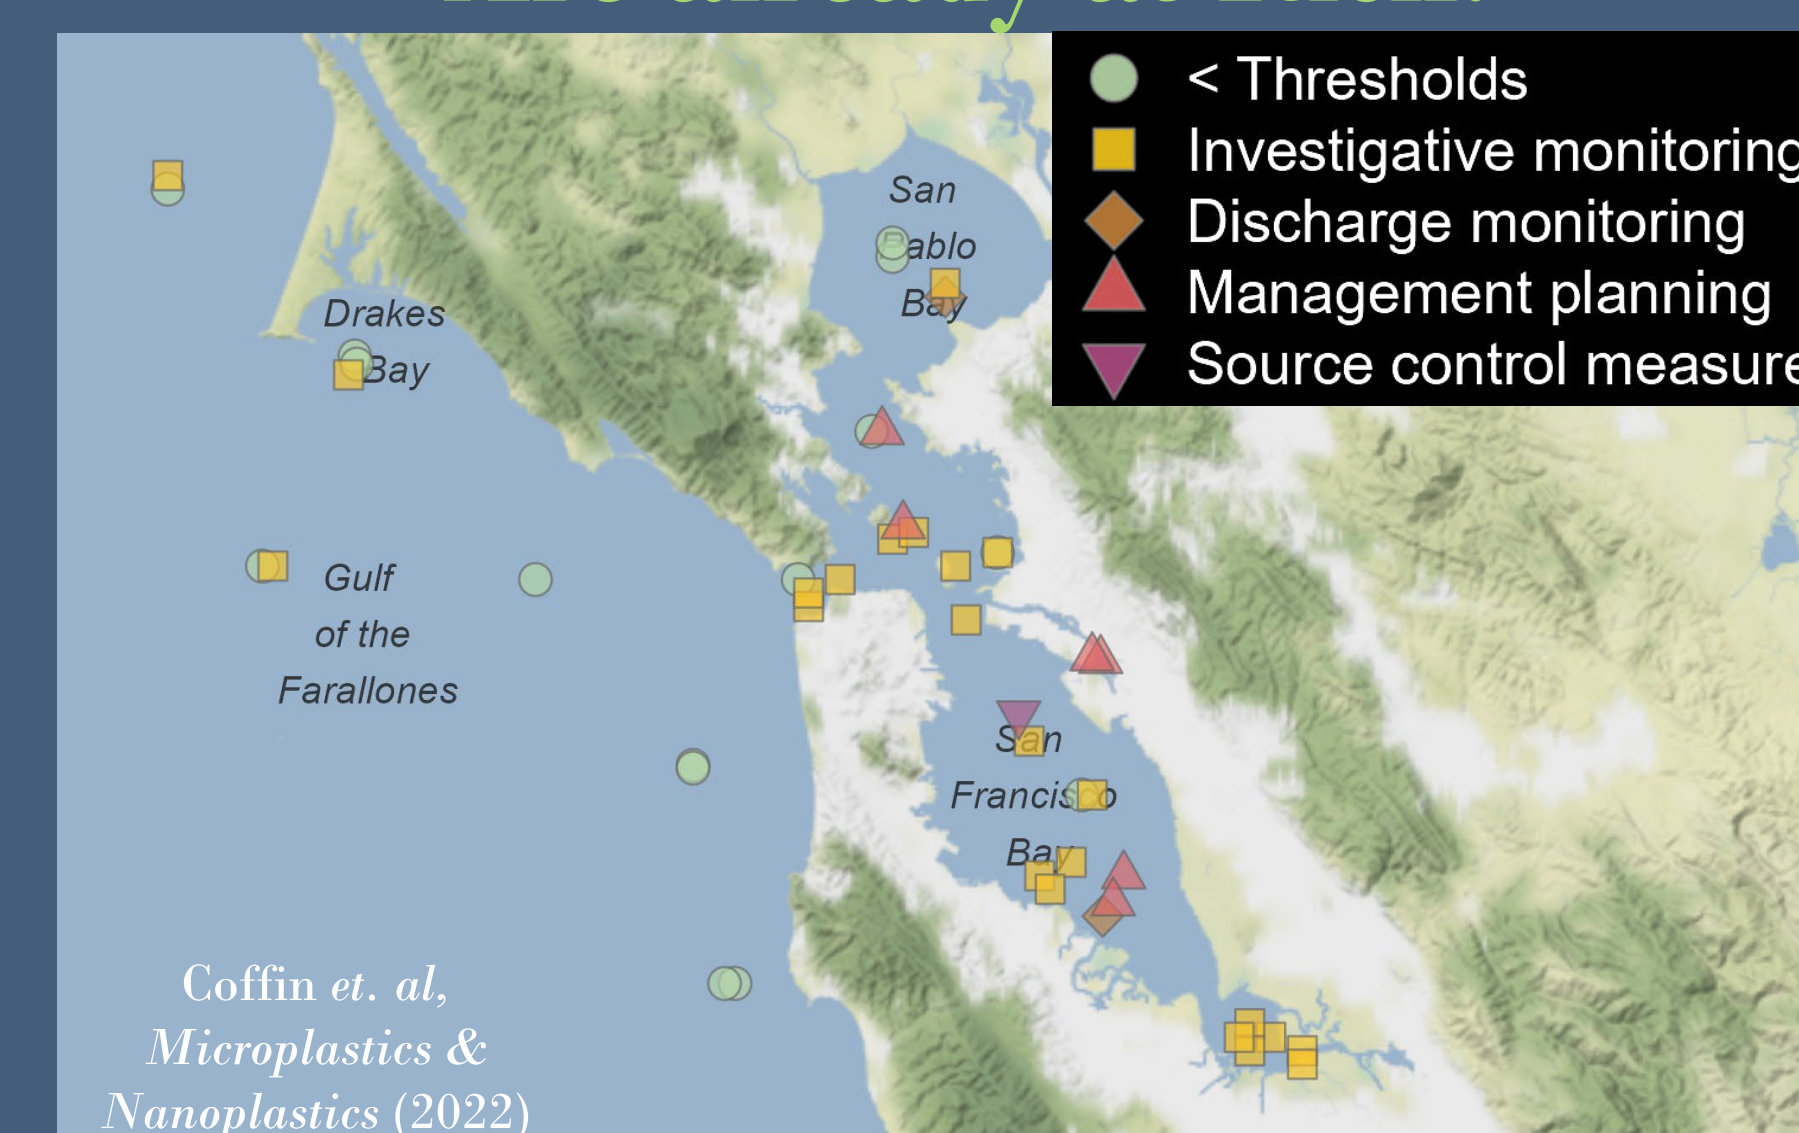 < Thresholds
Investigative monitoring
Discharge monitoring
Management planning
Source control measure
San
Pablo
Bay
Drakes
Bay
Gulf
of the
Farallones
San
Francisco
Bay
Coffin et. al,
Microplastics &
Nanoplastics (2022)